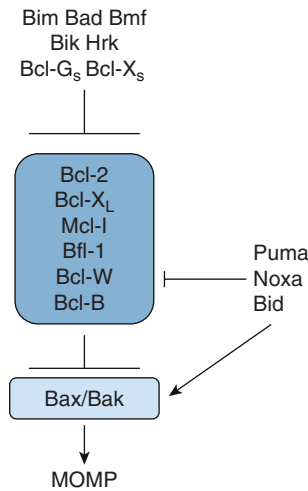 Bim Bad Bmf
Bik Hrk
Bcl-Gs Bcl-Xs
Bcl-2
Bcl-XL
Mcl-I
Bfl-1
Bcl-W
Bcl-B
Puma
Noxa
Bid
Bax/Bak
MOMP